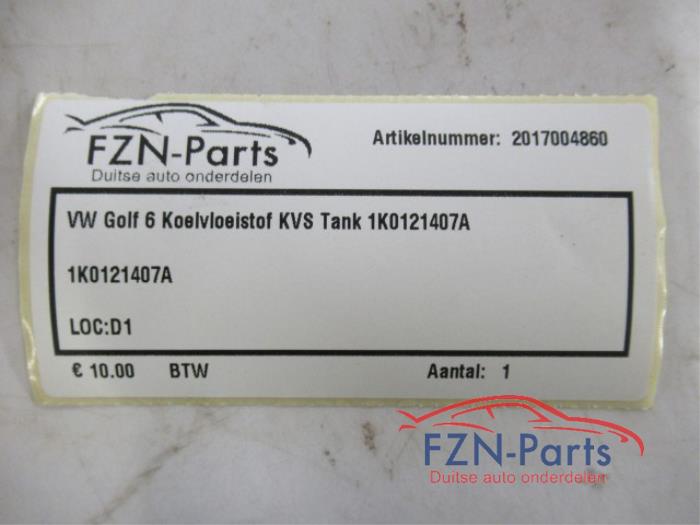 FZN-Parts
Duitse auto onderdelen
Artikelnummer: 2017004860
VW Golf 6 Koelvloeistof KVS Tank 1K0121407A
1K0121407A
LOC:D1
€ 10.00 BTW Aantal: 1
FZN-Parts
Duitse auto onderdelen